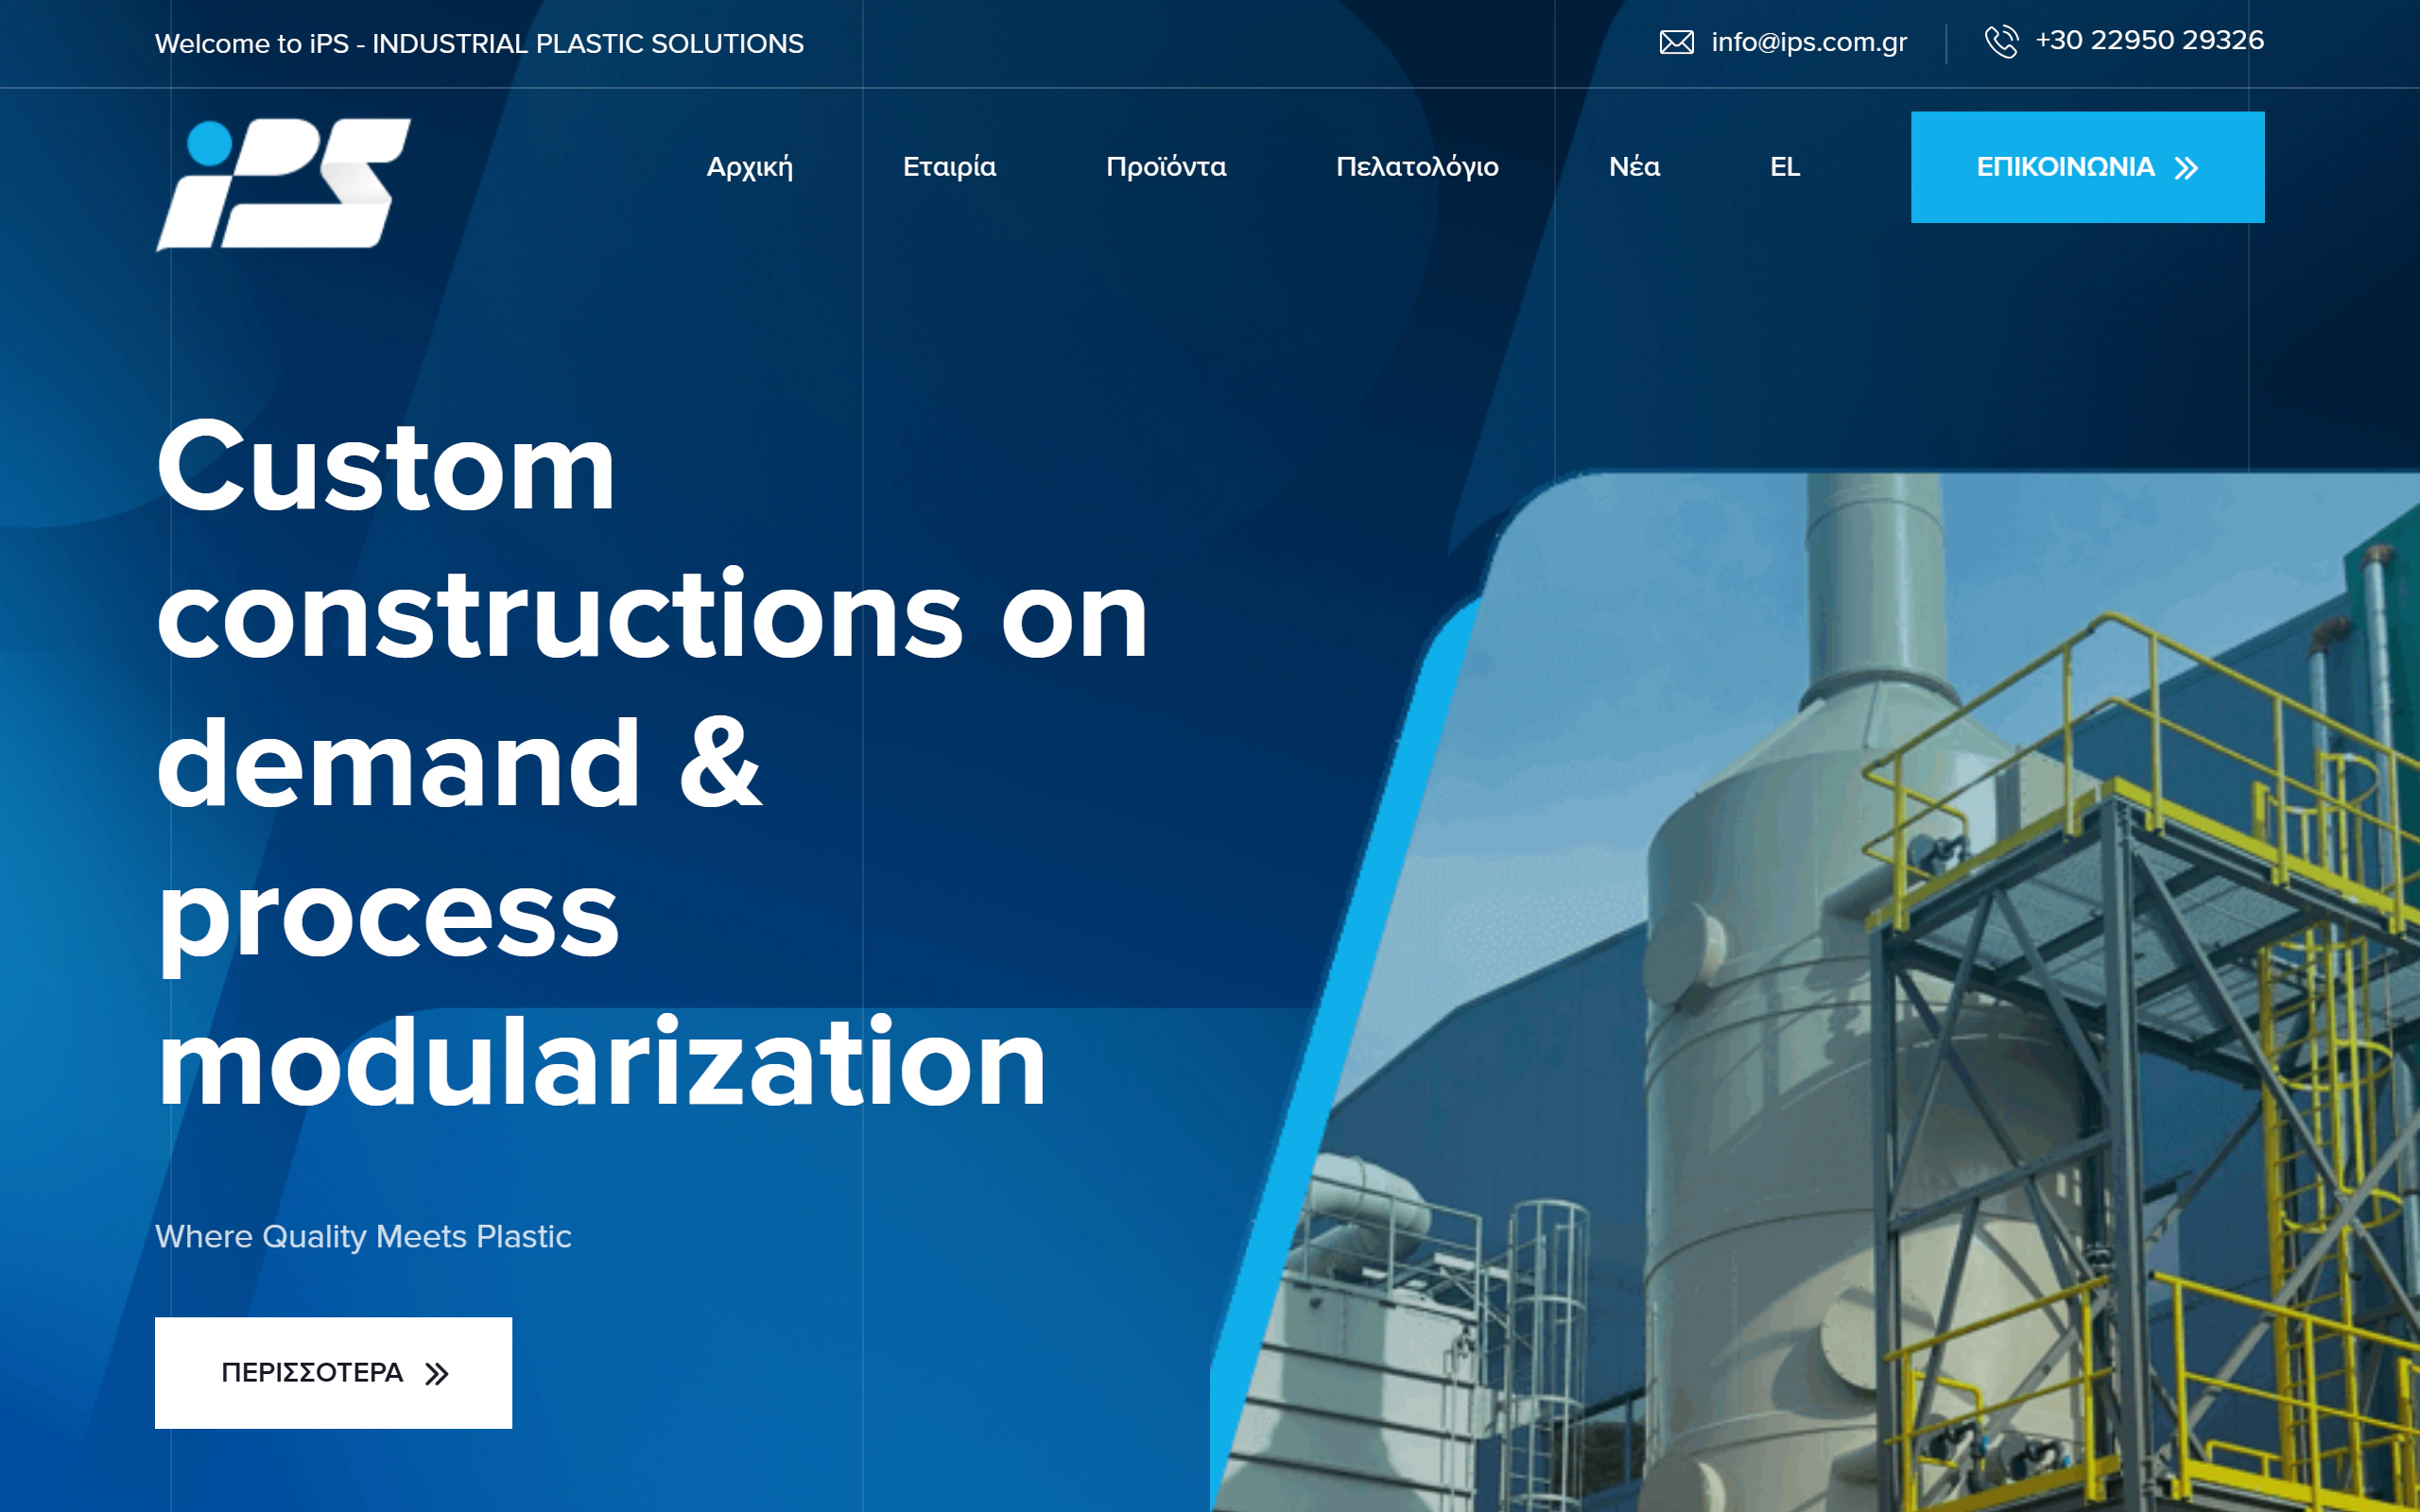 Welcome to iPS - INDUSTRIAL PLASTIC SOLUTIONS
info@ips.com.gr
+30 22950 29326
iPS
Αρχική
Εταιρία
Προϊόντα
Πελατολόγιο
Νέα
EL
ΕΠΙΚΟΙΝΩΝΙΑ
Custom
constructions on
demand &
process
modularization
Where Quality Meets Plastic
ΠΕΡΙΣΣΟΤΕΡΑ